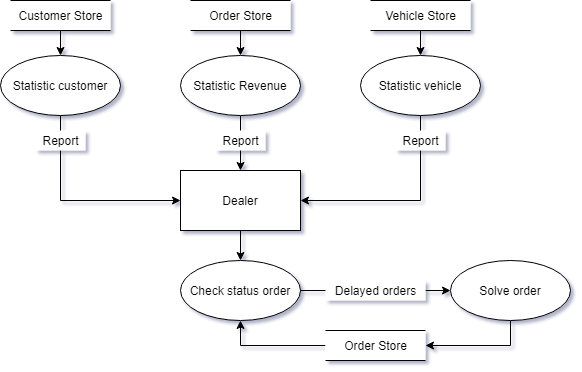 Customer Store
Order Store
Vehicle Store
Statistic customer
Statistic Revenue
Statistic vehicle
Report
Report
Report
Dealer
Check status order
Delayed orders
Solve order
Order Store